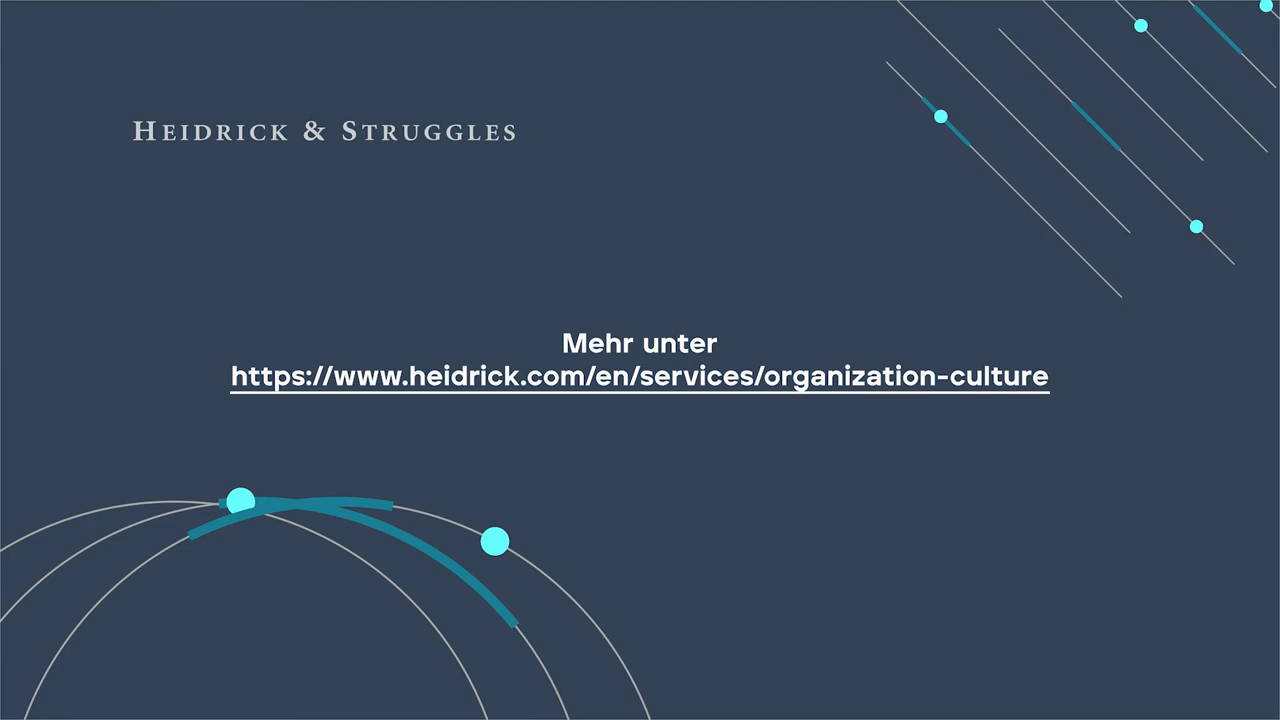 Heidrick & Struggles
Mehr unter
https://www.heidrick.com/en/services/organization-culture